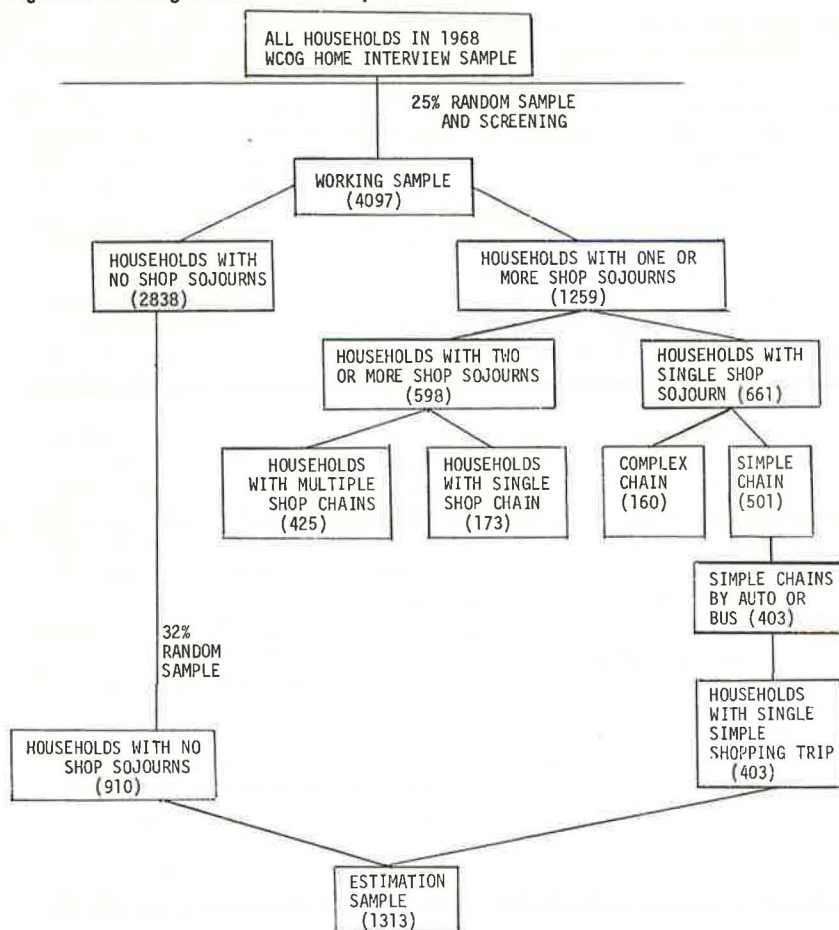 ALL HOUSEHOLDS IN 1968
WCOG HOME INTERVIEW SAMPLE
25% RANDOM SAMPLE
AND SCREENING
WORKING SAMPLE
(4097)
HOUSEHOLDS WITH
NO SHOP SOJOURNS
(2838)
HOUSEHOLDS WITH ONE OR
MORE SHOP SOJOURNS
(1259)
HOUSEHOLDS WITH TWO
OR MORE SHOP SOJOURNS
(598)
HOUSEHOLDS WITH
SINGLE SHOP
SOJOURN (661)
HOUSEHOLDS
WITH MULTIPLE
SHOP CHAINS
(425)
HOUSEHOLDS
WITH SINGLE
SHOP CHAIN
(173)
COMPLEX
CHAIN
(160)
SIMPLE
CHAIN
(501)
SIMPLE CHAINS
BY AUTO OR
BUS (403)
32%
RANDOM
SAMPLE
HOUSEHOLDS
WITH SINGLE
SIMPLE
SHOPPING TRIP
(403)
HOUSEHOLDS WITH NO
SHOP SOJOURNS
(910)
ESTIMATION
SAMPLE
(1313)